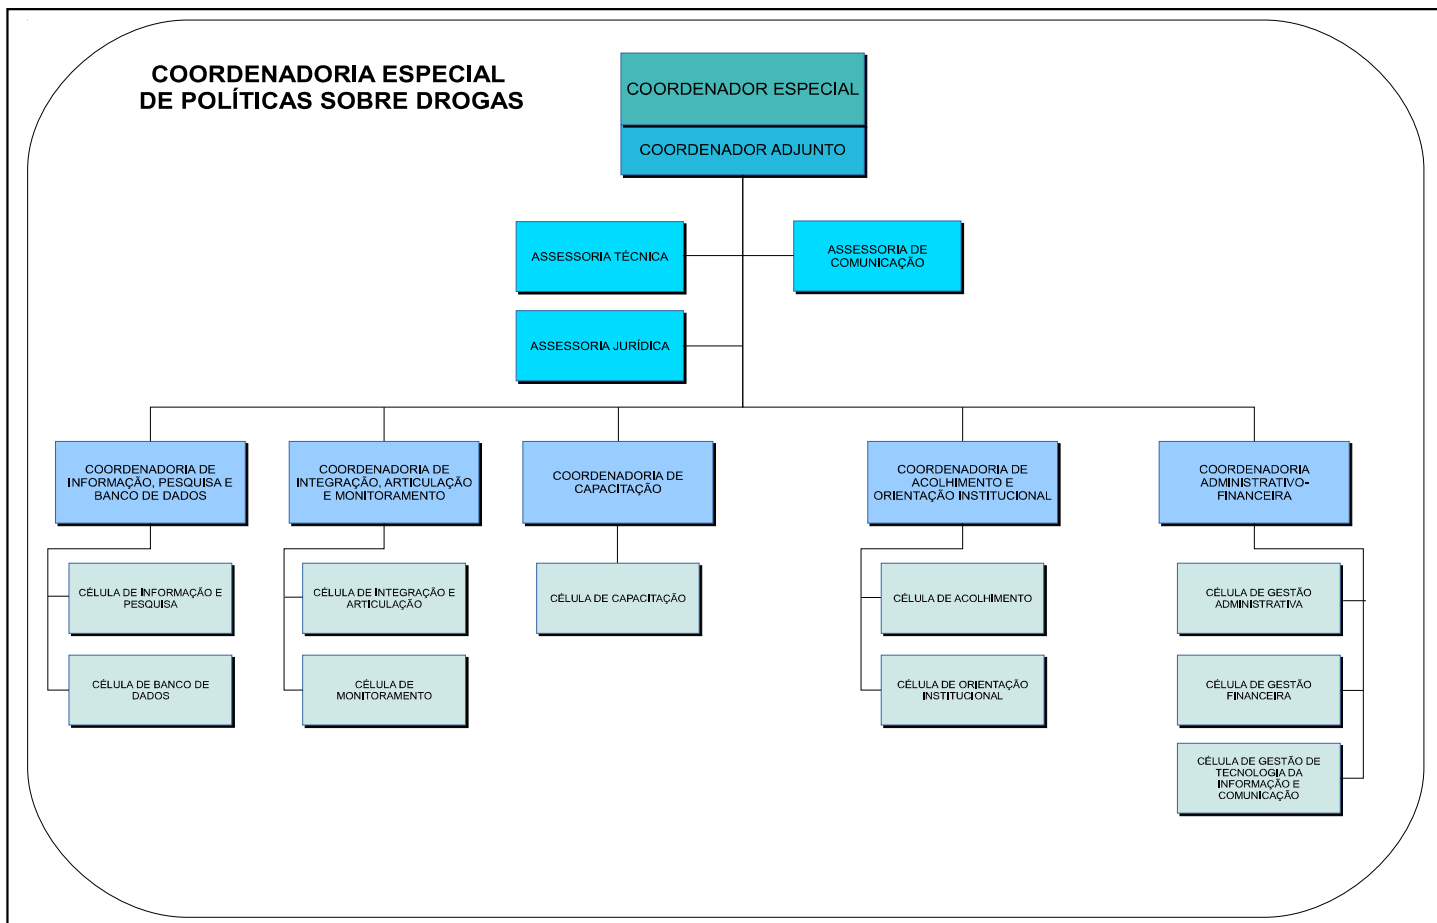 COORDENADORIA ESPECIAL
DE POLÍTICAS SOBRE DROGAS
COORDENADOR ESPECIAL
COORDENADOR ADJUNTO
ASSESSORIA TÉCNICA
ASSESSORIA DE
COMUNICAÇÃO
ASSESSORIA JURÍDICA
COORDENADORIA DE
INFORMAÇÃO, PESQUISA E
BANCO DE DADOS
COORDENADORIA DE
INTEGRAÇÃO, ARTICULAÇÃO
E MONITORAMENTO
COORDENADORIA DE
CAPACITAÇÃO
COORDENADORIA DE
ACOLHIMENTO E
ORIENTAÇÃO INSTITUCIONAL
COORDENADORIA
ADMINISTRATIVO-
FINANCEIRA
CÉLULA DE INFORMAÇÃO E
PESQUISA
CÉLULA DE INTEGRAÇÃO E
ARTICULAÇÃO
CÉLULA DE CAPACITAÇÃO
CÉLULA DE ACOLHIMENTO
CÉLULA DE GESTÃO
ADMINISTRATIVA
CÉLULA DE BANCO DE
DADOS
CÉLULA DE
MONITORAMENTO
CÉLULA DE ORIENTAÇÃO
INSTITUCIONAL
CÉLULA DE GESTÃO
FINANCEIRA
CÉLULA DE GESTÃO DE
TECNOLOGIA DA
INFORMAÇÃO E
COMUNICAÇÃO